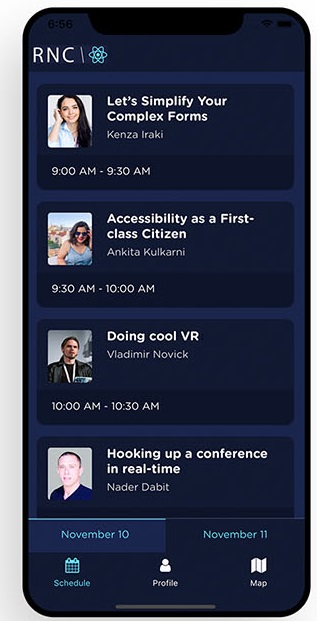 6:56
RNC
Let's Simplify Your
Complex Forms
Kenza Iraki
9:00 AM - 9:30 AM
Accessibility as a First-
class Citizen
Ankita Kulkarni
9:30 AM - 10:00 AM
Doing cool VR
Vladimir Novick
10:00 AM - 10:30 AM
Hooking up a conference
in real-time
Nader Dabit
November 10 November 11
Schedule Profile Map